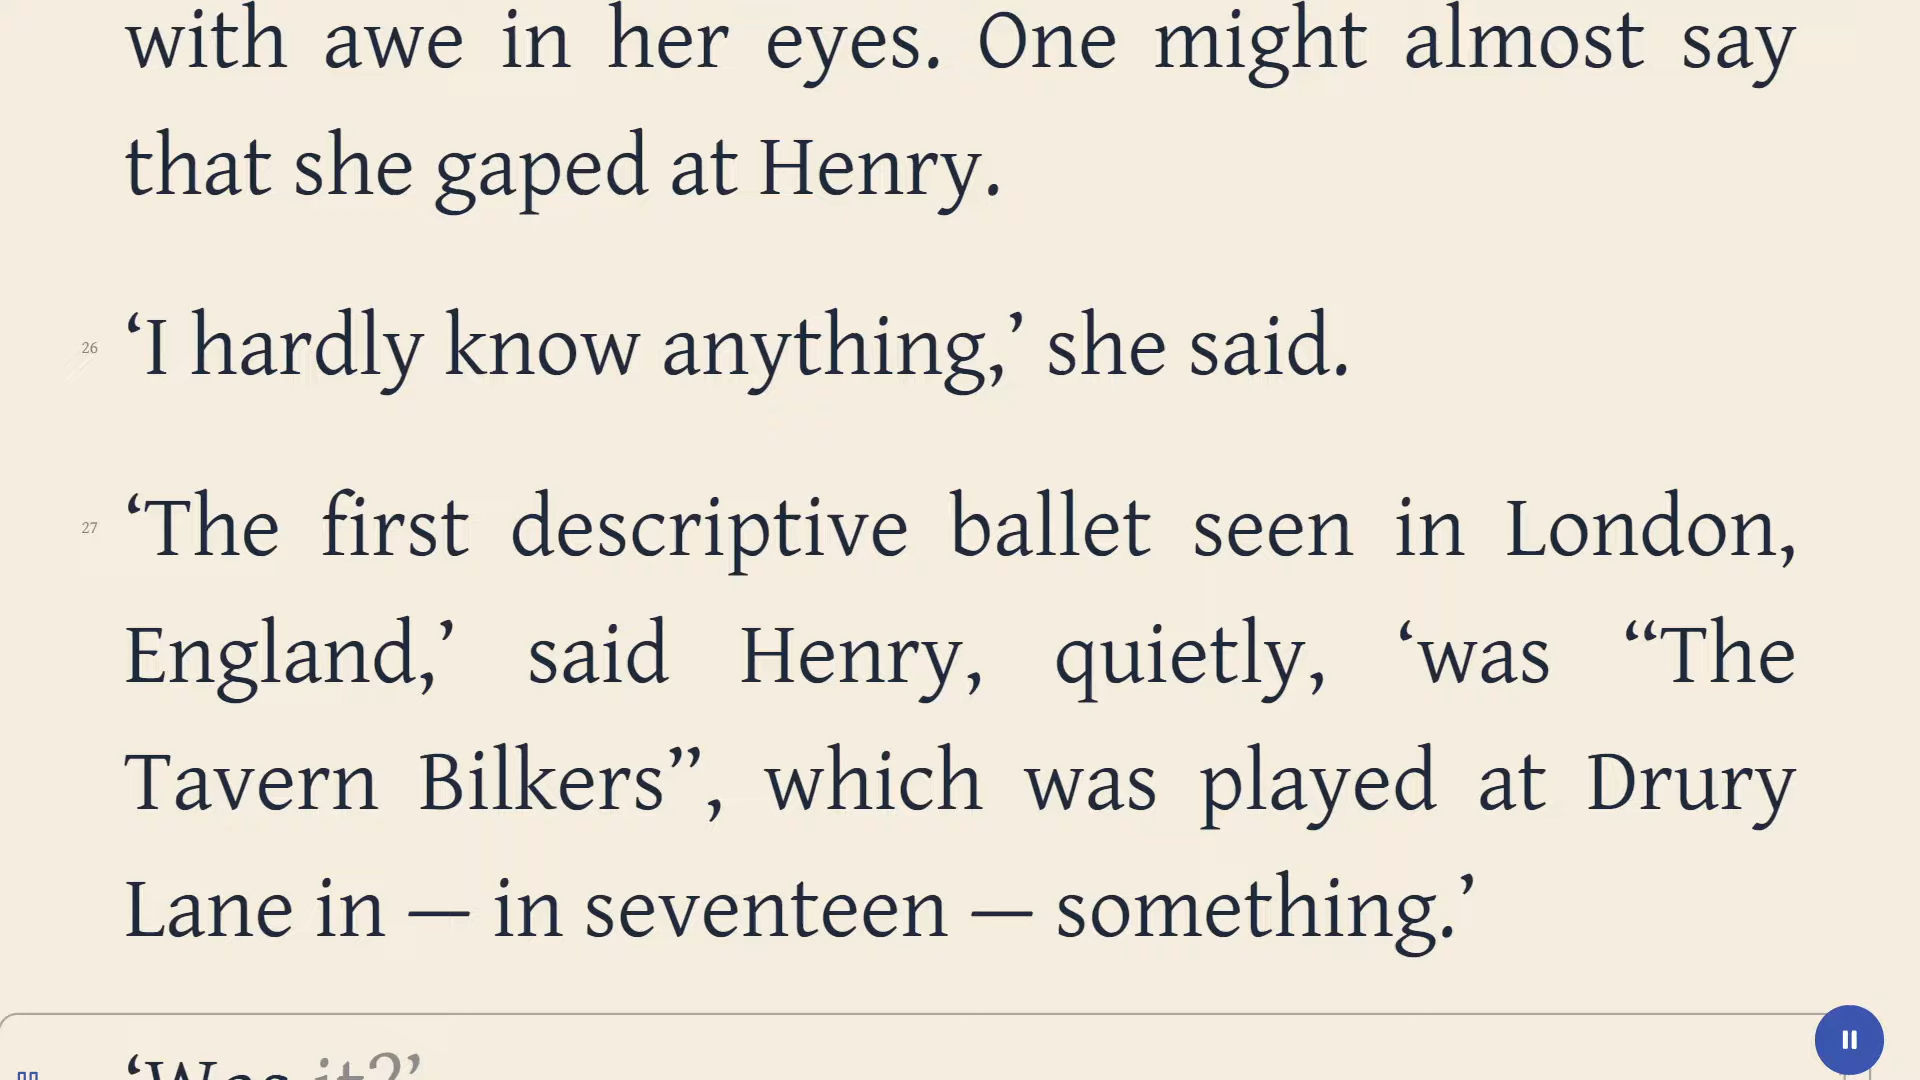 with awe in her eyes. One might almost say
that she gaped at Henry.
26 ‘I hardly know anything,’ she said.
27 ‘The first descriptive ballet seen in London,
England,’ said Henry, quietly, ‘was “The
Tavern Bilkers”, which was played at Drury
Lane in — in seventeen — something.’
‘Was it?’